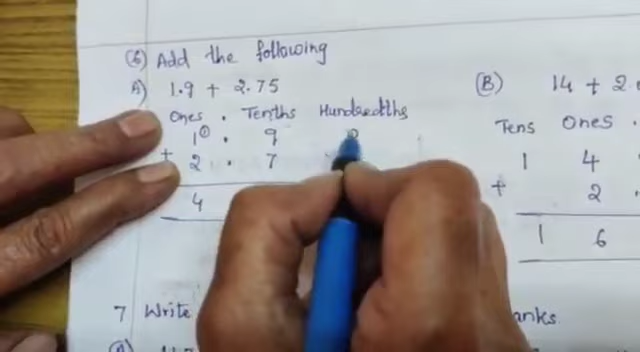 (6) Add the following
A) 1.9 + 2.75
Ones . Tenths Hundredths
1 ① . 9
+ 2 . 7
4
(B) 14 + 2.
Tens Ones .
1 4
+ 2
1 6
7 Write
anks.
(A)